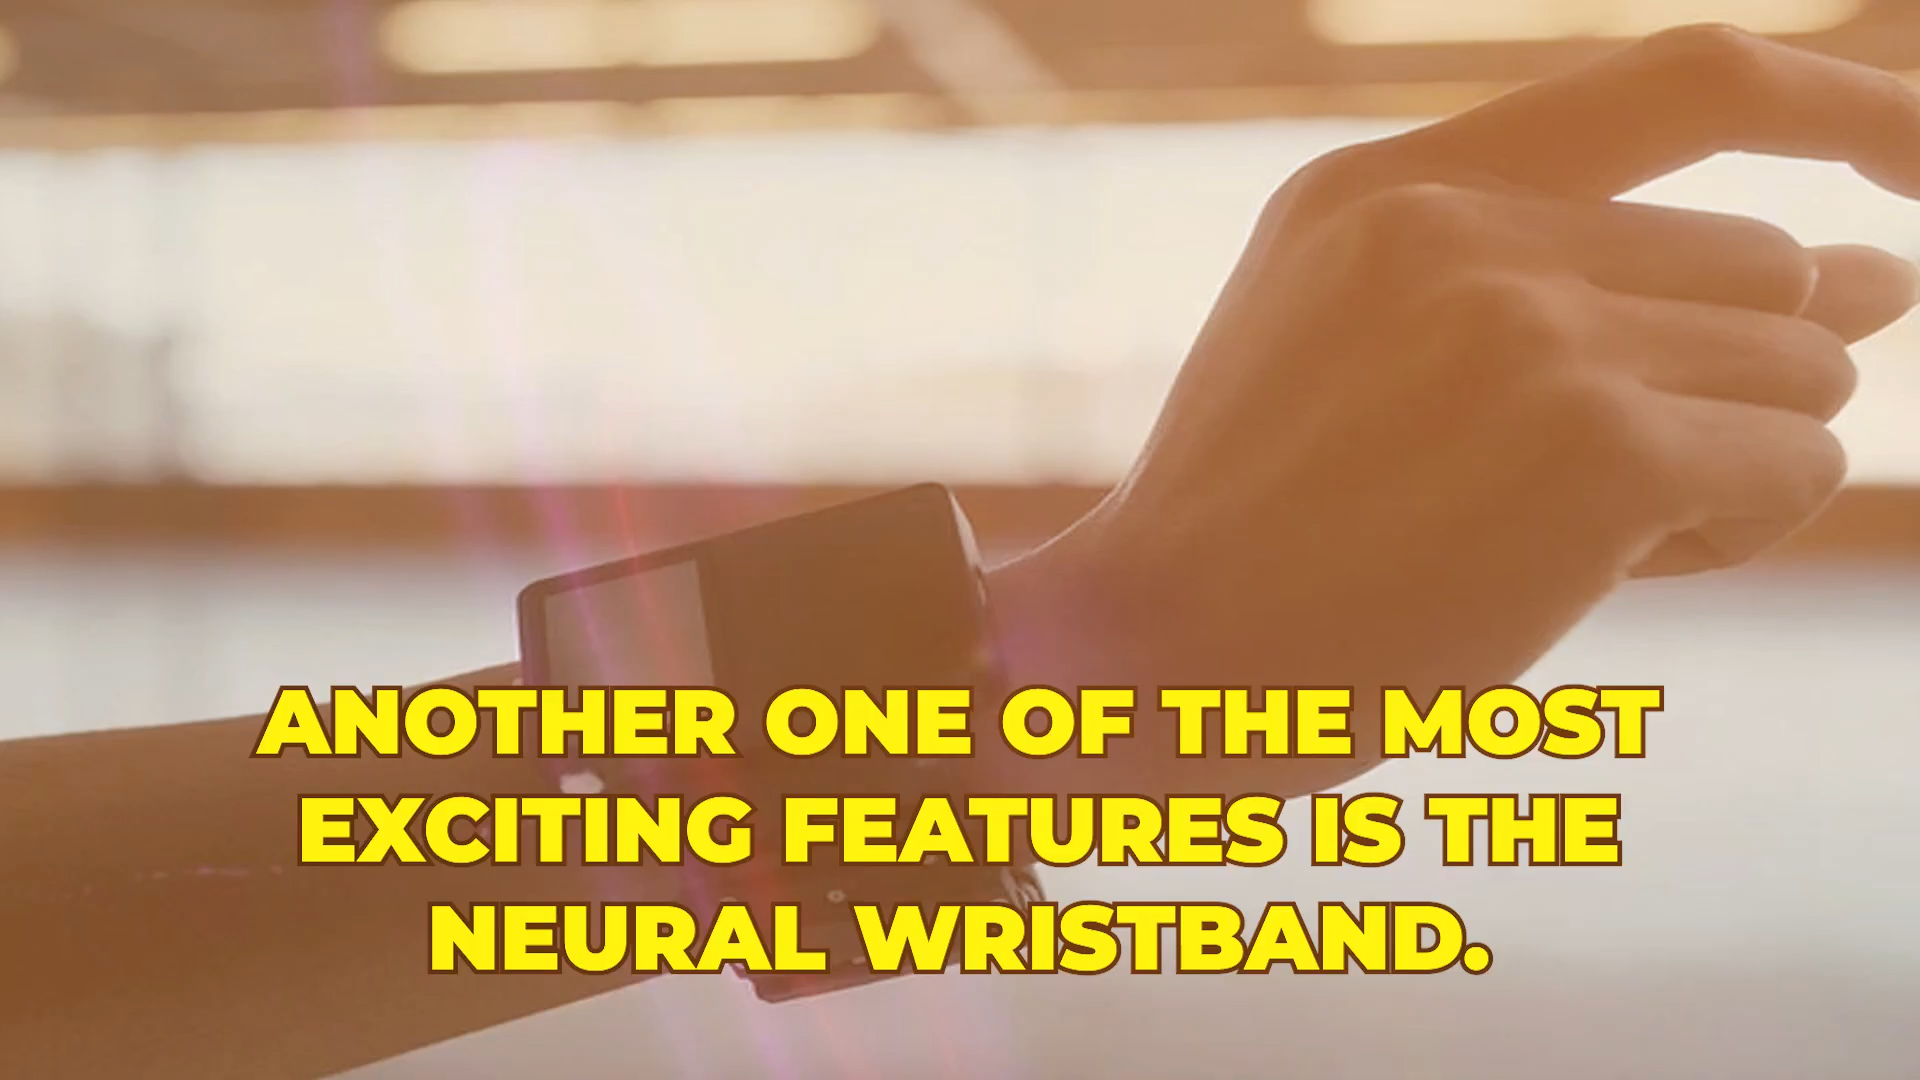 ANOTHER ONE OF THE MOST
EXCITING FEATURES IS THE
NEURAL WRISTBAND.